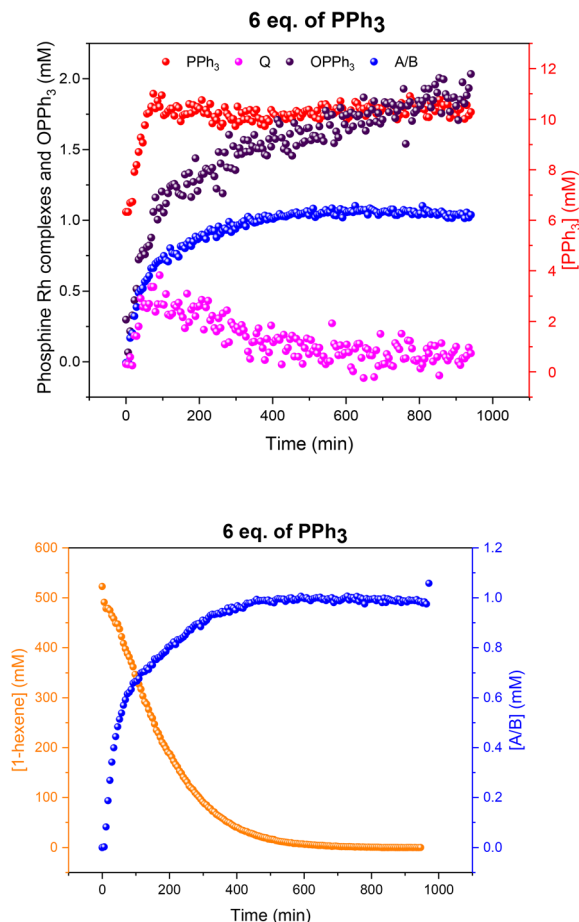 6 eq. of PPh3
PPh3 Q OPPh3 A/B
Phosphine Rh complexes and OPPh3 (mM)
2.0
1.5
1.0
0.5
0.0
12
10
8
6
4
2
0
[PPh3] (mM)
0 200 400 600 800 1000
Time (min)
6 eq. of PPh3
[1-hexene] (mM)
600
500
400
300
200
100
0
1.2
1.0
0.8
0.6
0.4
0.2
0.0
[A/B] (mM)
0 200 400 600 800 1000
Time (min)